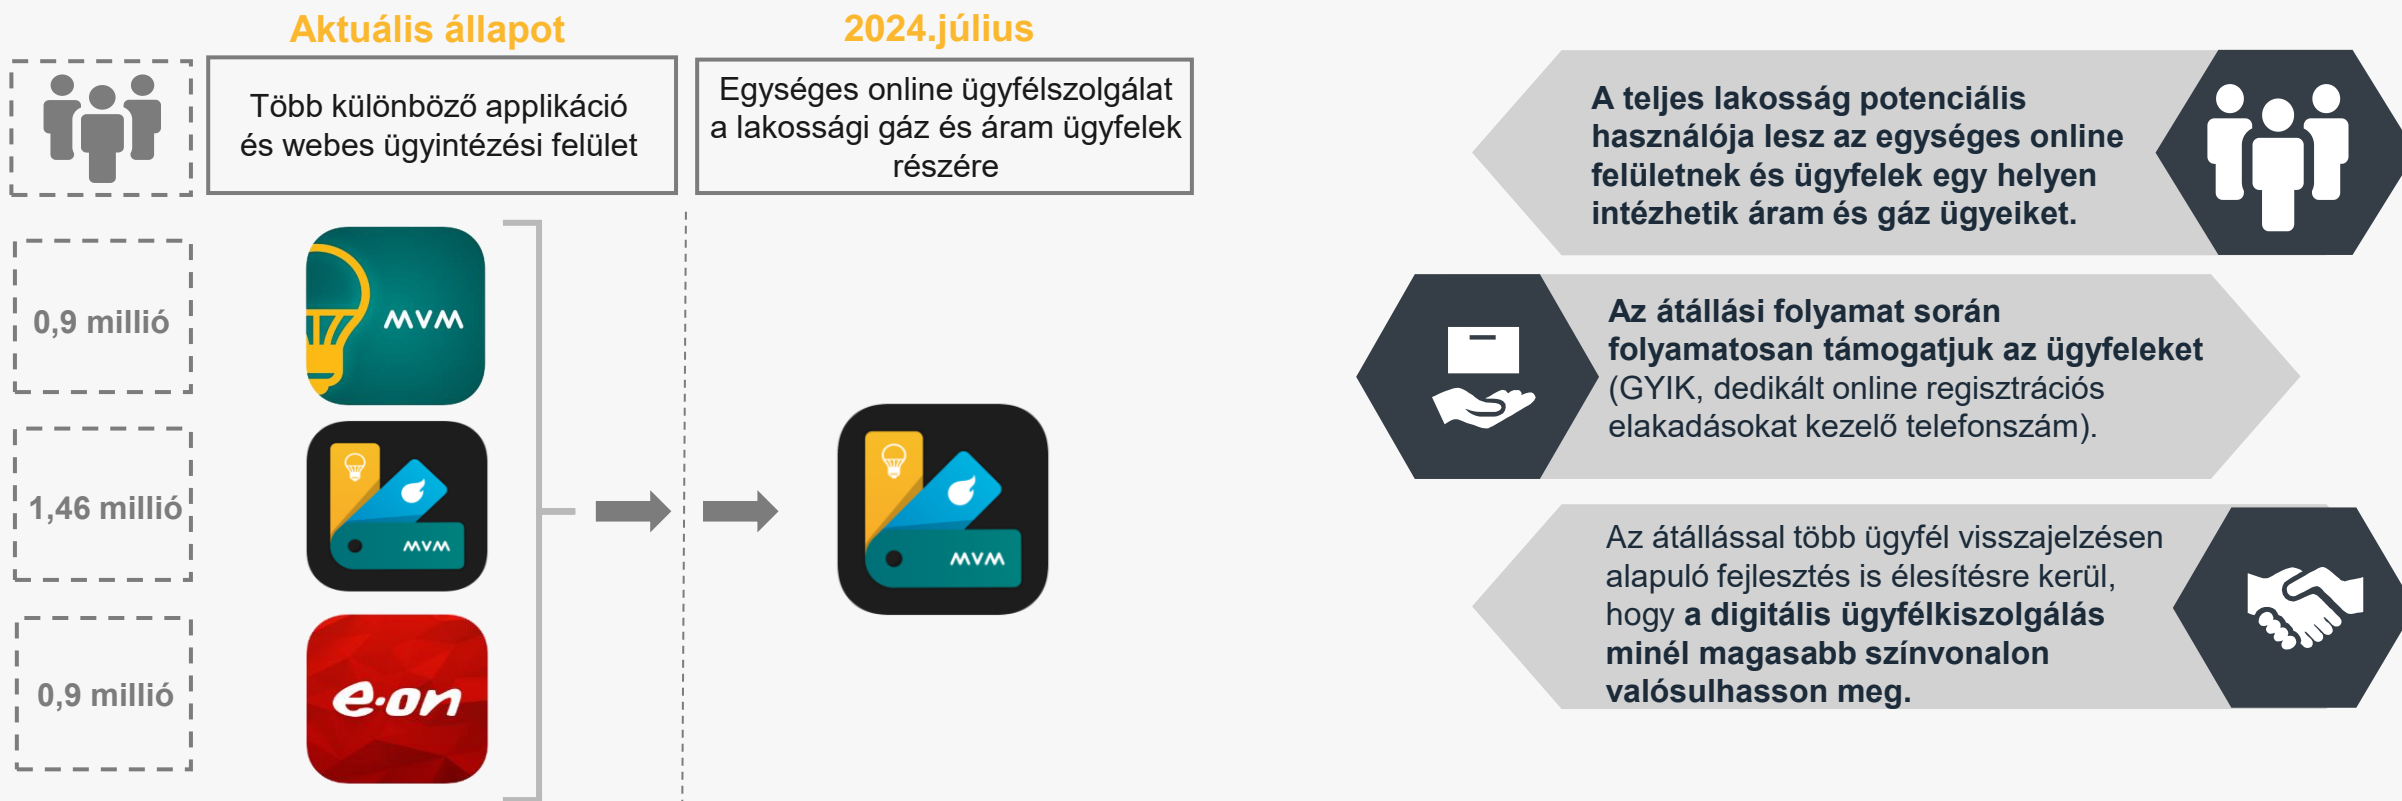 Aktuális állapot
2024.július
Több különböző applikáció
és webes ügyintézési felület
Egységes online ügyfélszolgálat
a lakossági gáz és áram ügyfelek
részére
0,9 millió
MVM
1,46 millió
MVM
MVM
0,9 millió
e·on
A teljes lakosság potenciális
használója lesz az egységes online
felületnek és ügyfelek egy helyen
intézhetik áram és gáz ügyeiket.
Az átállási folyamat során
folyamatosan támogatjuk az ügyfeleket
(GYIK, dedikált online regisztrációs
elakadásokat kezelő telefonszám).
Az átállással több ügyfél visszajelzésen
alapuló fejlesztés is élesítésre kerül,
hogy a digitális ügyfélkiszolgálás
minél magasabb színvonalon
valósulhasson meg.